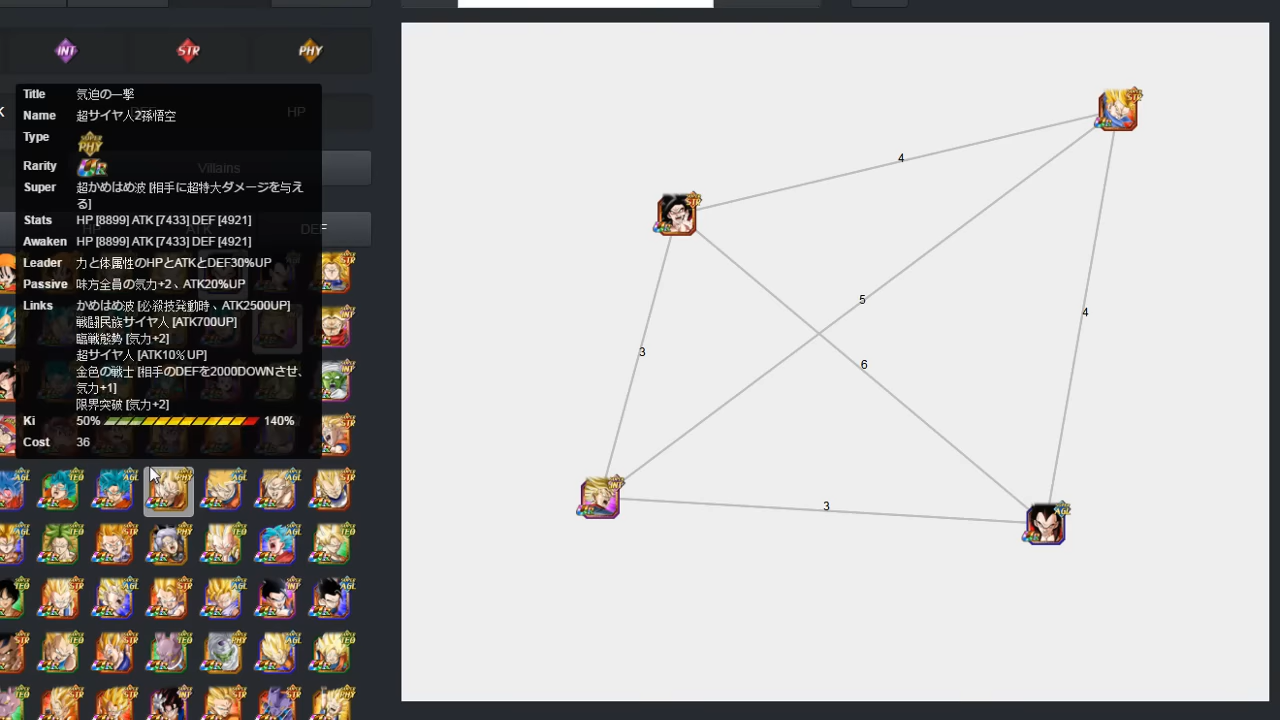 INT STR PHY
Title 気迫の一撃
Name 超サイヤ人2孫悟空
HP
Type SUPER PHY
Rarity UR
Villains
Super 超かめはめ波 [相手に超特大ダメージを与え
る]
Stats HP [8899] ATK [7433] DEF [4921]
HP ATK DEF
Awaken HP [8899] ATK [7433] DEF [4921]
Leader 力と体属性のHPとATKとDEF30%UP
Passive 味方全員の気力+2、ATK20%UP
Links かめはめ波 [必殺技発動時、ATK2500UP]
戦闘民族サイヤ人 [ATK700UP]
臨戦態勢 [気力+2]
超サイヤ人 [ATK10%UP]
金色の戦士 [相手のDEFを2000DOWNさせ、
気力+1]
限界突破 [気力+2]
Ki 50% 140%
Cost 36
4
5
4
3
6
3